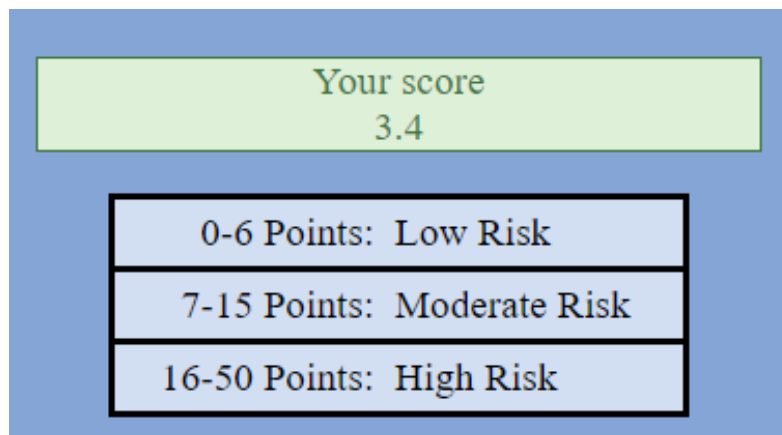 Your score
3.4
0-6 Points: Low Risk
7-15 Points: Moderate Risk
16-50 Points: High Risk